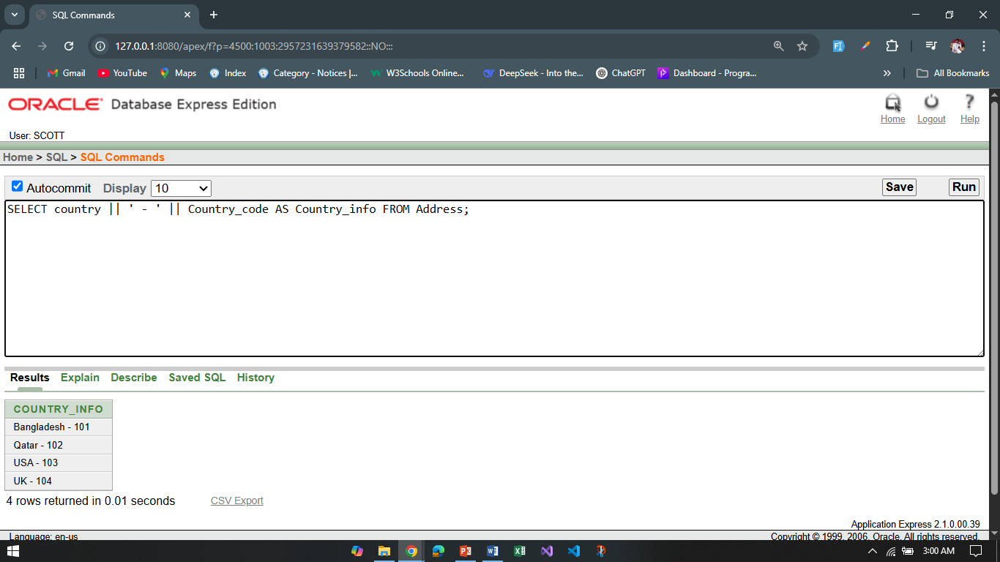 SQL Commands
127.0.0.1:8080/apex/f?p=4500:1003:2957231639379582::NO:::
Gmail YouTube Maps Index Category - Notices |... W3Schools Online... DeepSeek - Into the... ChatGPT Dashboard - Progra... » All Bookmarks
ORACLE Database Express Edition
Home Logout Help
User: SCOTT
Home > SQL > SQL Commands
Autocommit Display 10 Save Run
SELECT country || ' - ' || Country_code AS Country_info FROM Address;
Results Explain Describe Saved SQL History
COUNTRY_INFO
Bangladesh - 101
Qatar - 102
USA - 103
UK - 104
4 rows returned in 0.01 seconds CSV Export
Application Express 2.1.0.00.39
Language: en-us Copyright © 1999, 2006, Oracle. All rights reserved.
3:00 AM